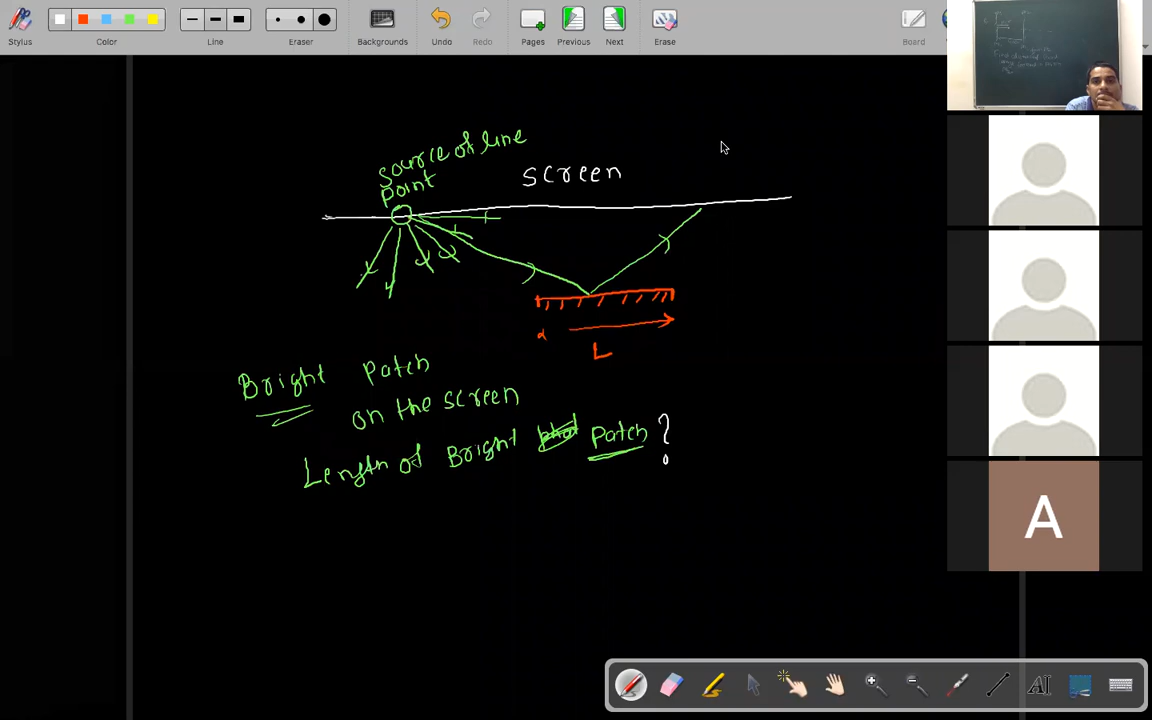 Stylus
Color
Line
Eraser
Backgrounds
Undo
Redo
Pages
Previous
Next
Erase
Board
source of line
point
screen
L
Bright Patch
on the screen
Length of Bright Patch ?
A
AI